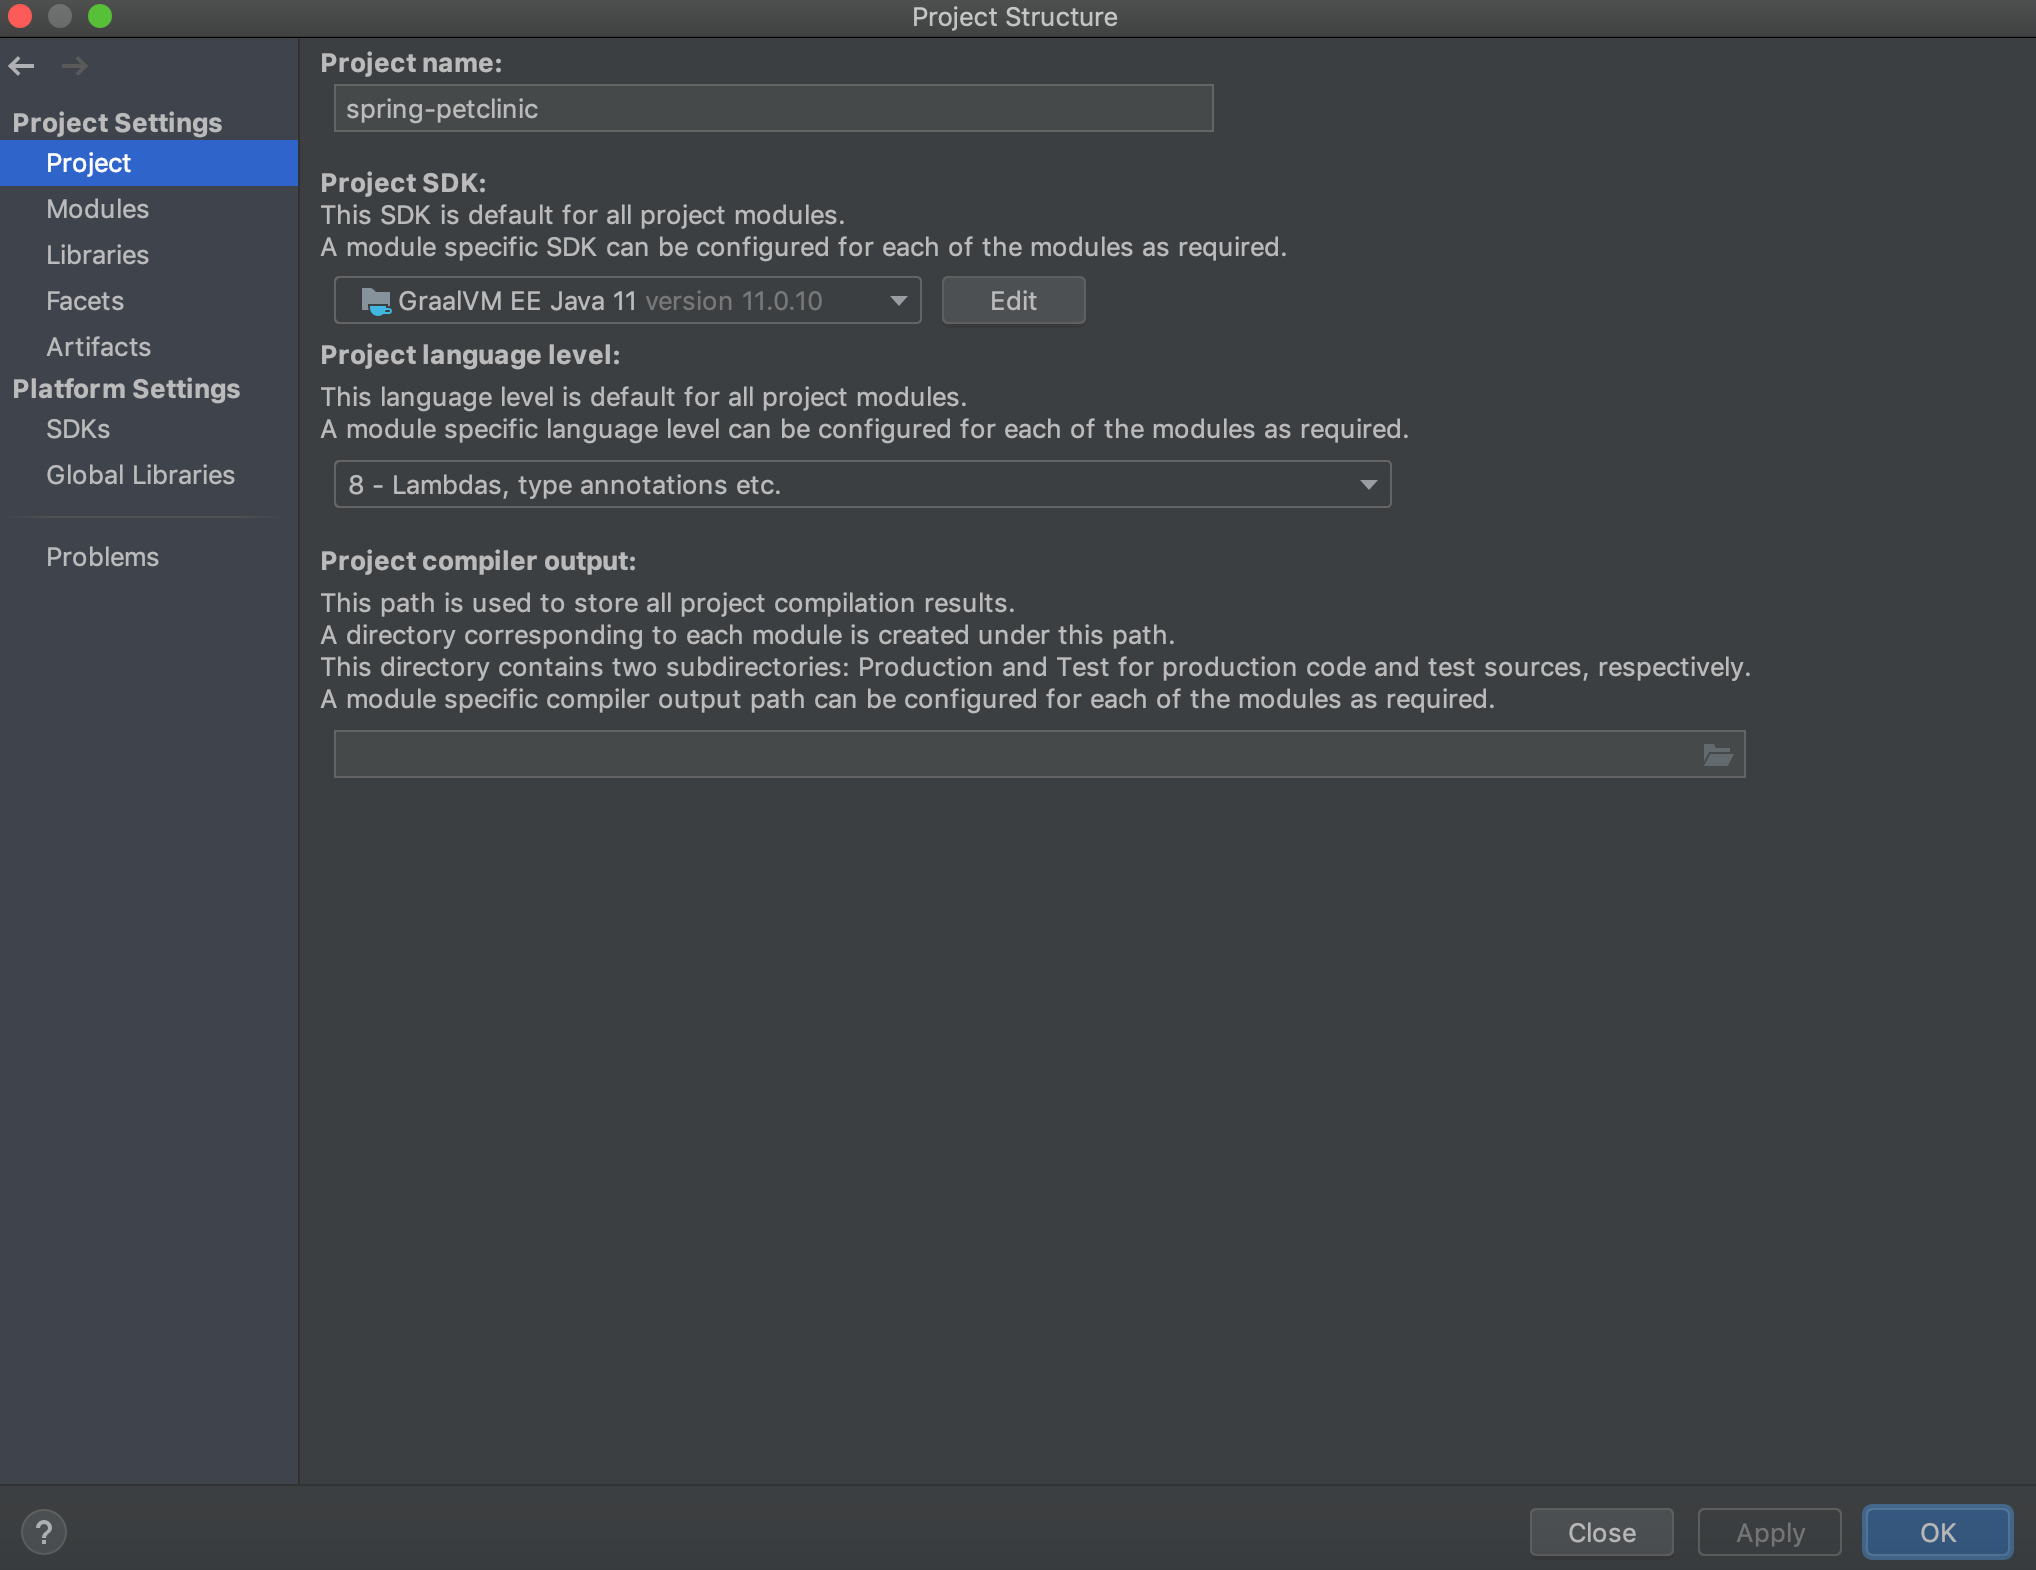 Project Structure
Project Settings
Project
Modules
Libraries
Facets
Artifacts
Platform Settings
SDKs
Global Libraries
Problems
Project name:
spring-petclinic
Project SDK:
This SDK is default for all project modules.
A module specific SDK can be configured for each of the modules as required.
GraalVM EE Java 11 version 11.0.10
Edit
Project language level:
This language level is default for all project modules.
A module specific language level can be configured for each of the modules as required.
8 - Lambdas, type annotations etc.
Project compiler output:
This path is used to store all project compilation results.
A directory corresponding to each module is created under this path.
This directory contains two subdirectories: Production and Test for production code and test sources, respectively.
A module specific compiler output path can be configured for each of the modules as required.
?
Close
Apply
OK